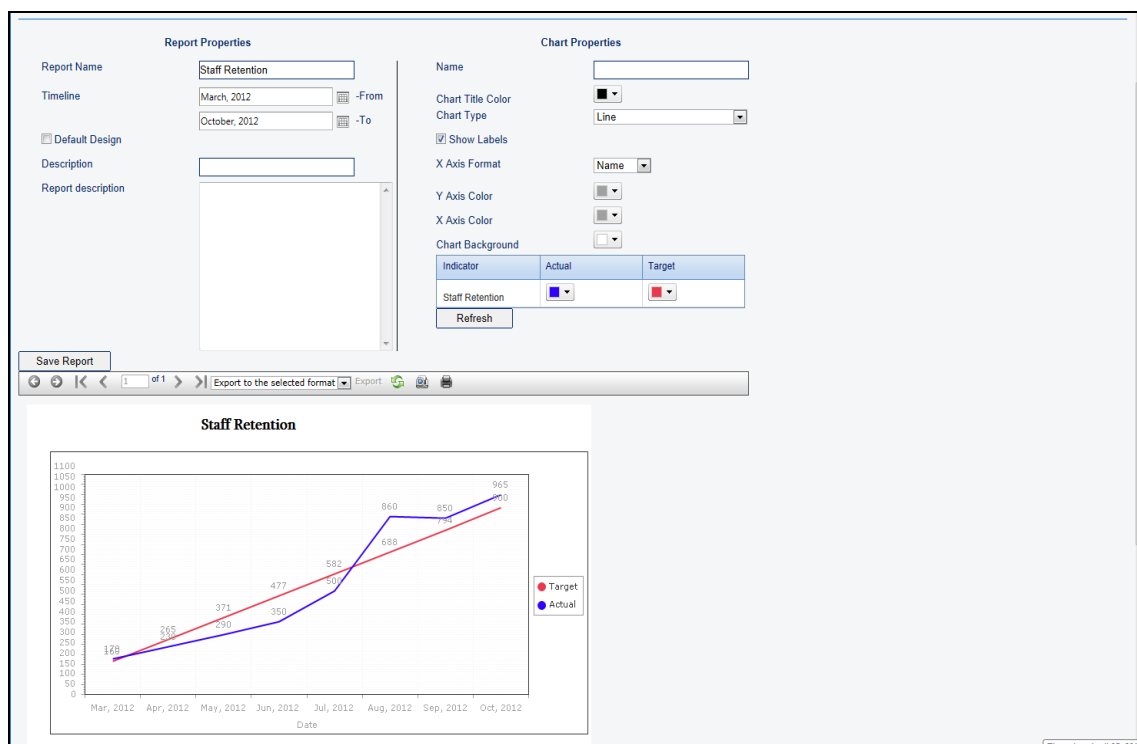 Report Properties
Report Name
Staff Retention
Timeline
March, 2012
-From
October, 2012
-To
Default Design
Description
Report description
Chart Properties
Name
Chart Title Color
Chart Type
Line
Show Labels
X Axis Format
Name
Y Axis Color
X Axis Color
Chart Background
Indicator Actual Target
Staff Retention
Refresh
Save Report
1 of 1 Export to the selected format Export
Staff Retention
1100
1050
1000
950
900
850
800
750
700
650
600
550
500
450
400
350
300
250
200
150
100
50
0
965
900
860
850
794
688
582
500
477
371
350
290
265
170
160
Target
Actual
Mar, 2012 Apr, 2012 May, 2012 Jun, 2012 Jul, 2012 Aug, 2012 Sep, 2012 Oct, 2012
Date